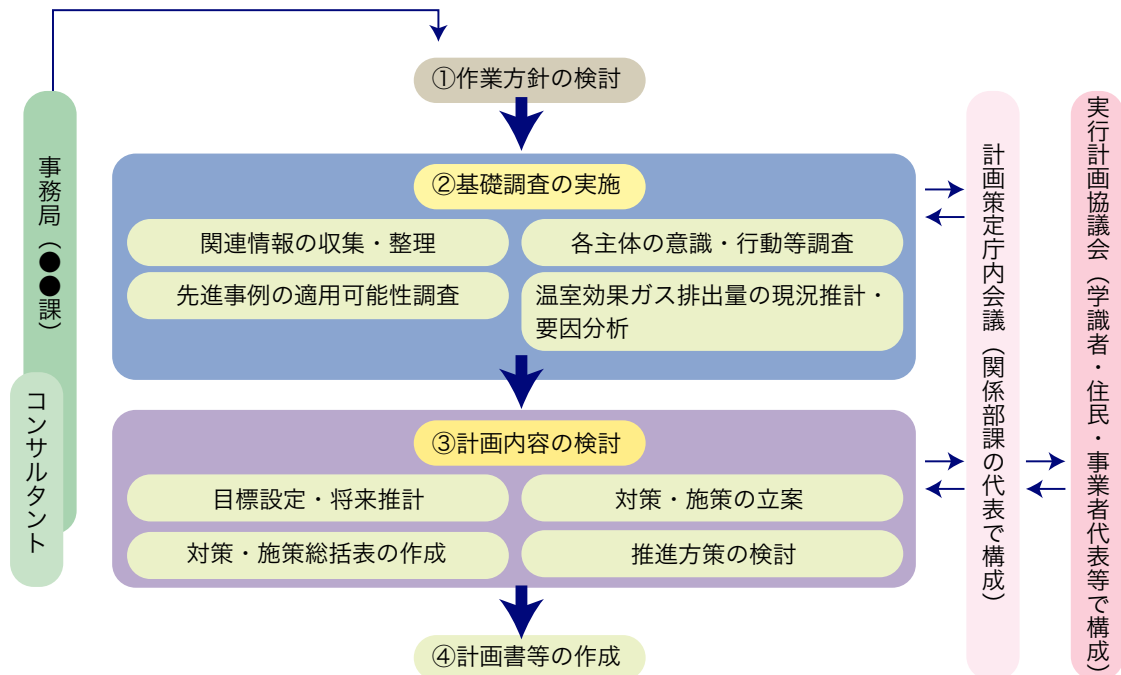 ①作業方針の検討
事務局（●●課）
コンサルタント
②基礎調査の実施
関連情報の収集・整理
各主体の意識・行動等調査
先進事例の適用可能性調査
温室効果ガス排出量の現況推計・
要因分析
③計画内容の検討
目標設定・将来推計
対策・施策の立案
対策・施策総括表の作成
推進方策の検討
④計画書等の作成
計画策定庁内会議（関係部課の代表で構成）
実行計画協議会（学識者・住民・事業者代表等で構成）